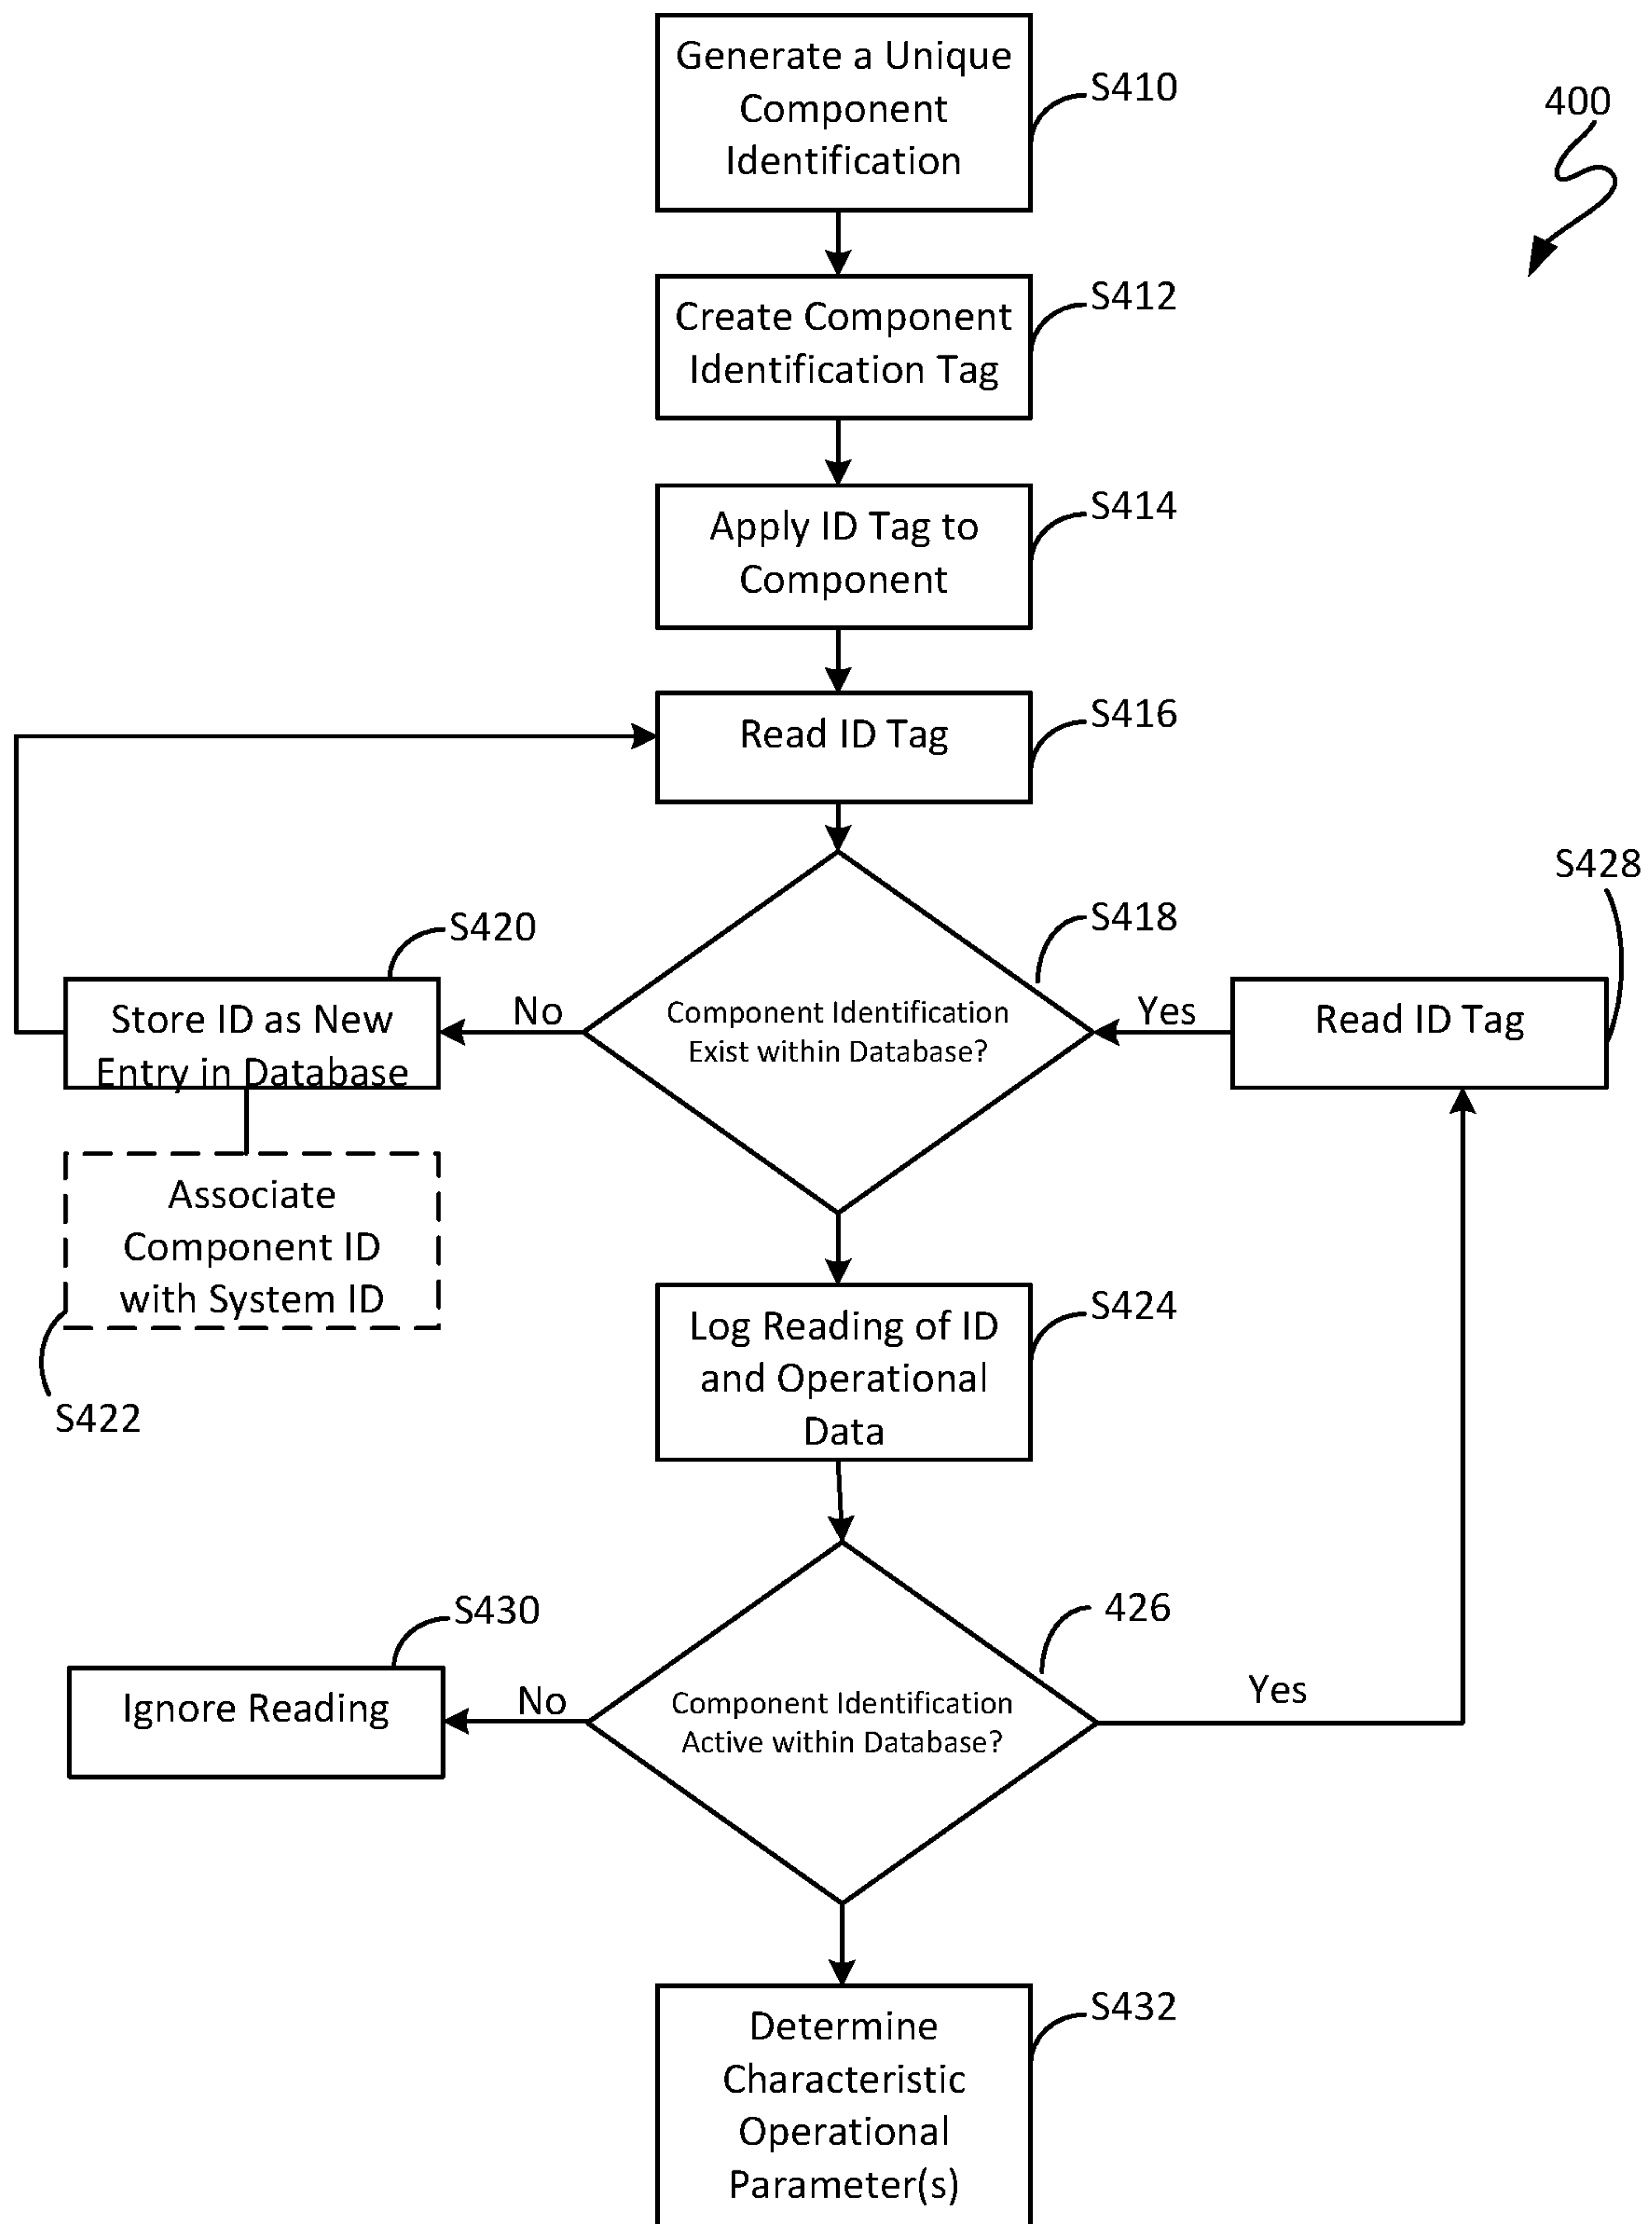 Generate a Unique
Component
Identification
S410
400
Create Component
Identification Tag
S412
Apply ID Tag to
Component
S414
Read ID Tag
S416
S428
S418
S420
Store ID as New
Entry in Database
No
Component Identification
Exist within Database?
Yes
Read ID Tag
Associate
Component ID
with System ID
S422
Log Reading of ID
and Operational
Data
S424
S430
426
Ignore Reading
No
Component Identification
Active within Database?
Yes
Determine
Characteristic
Operational
Parameter(s)
S432